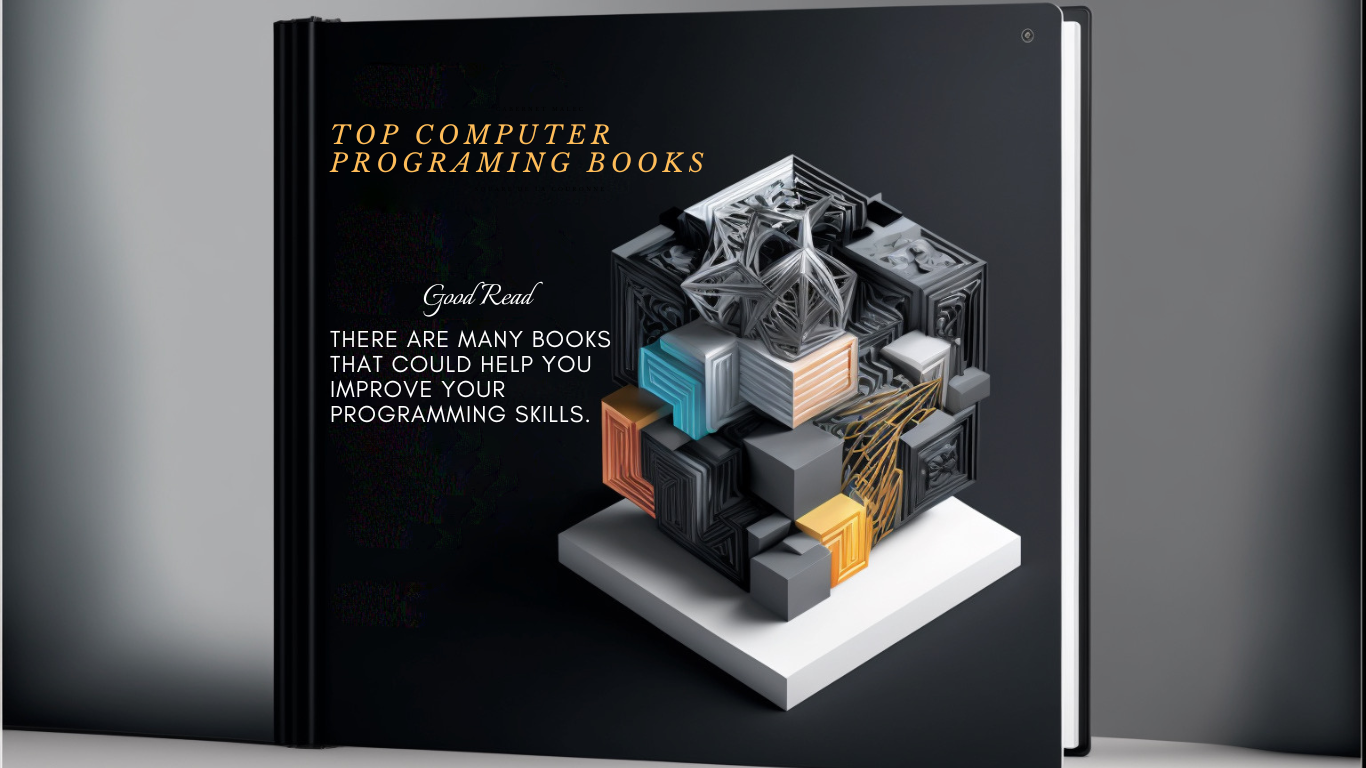 TOP COMPUTER
PROGRAMING BOOKS
Good Read
THERE ARE MANY BOOKS
THAT COULD HELP YOU
IMPROVE YOUR
PROGRAMMING SKILLS.